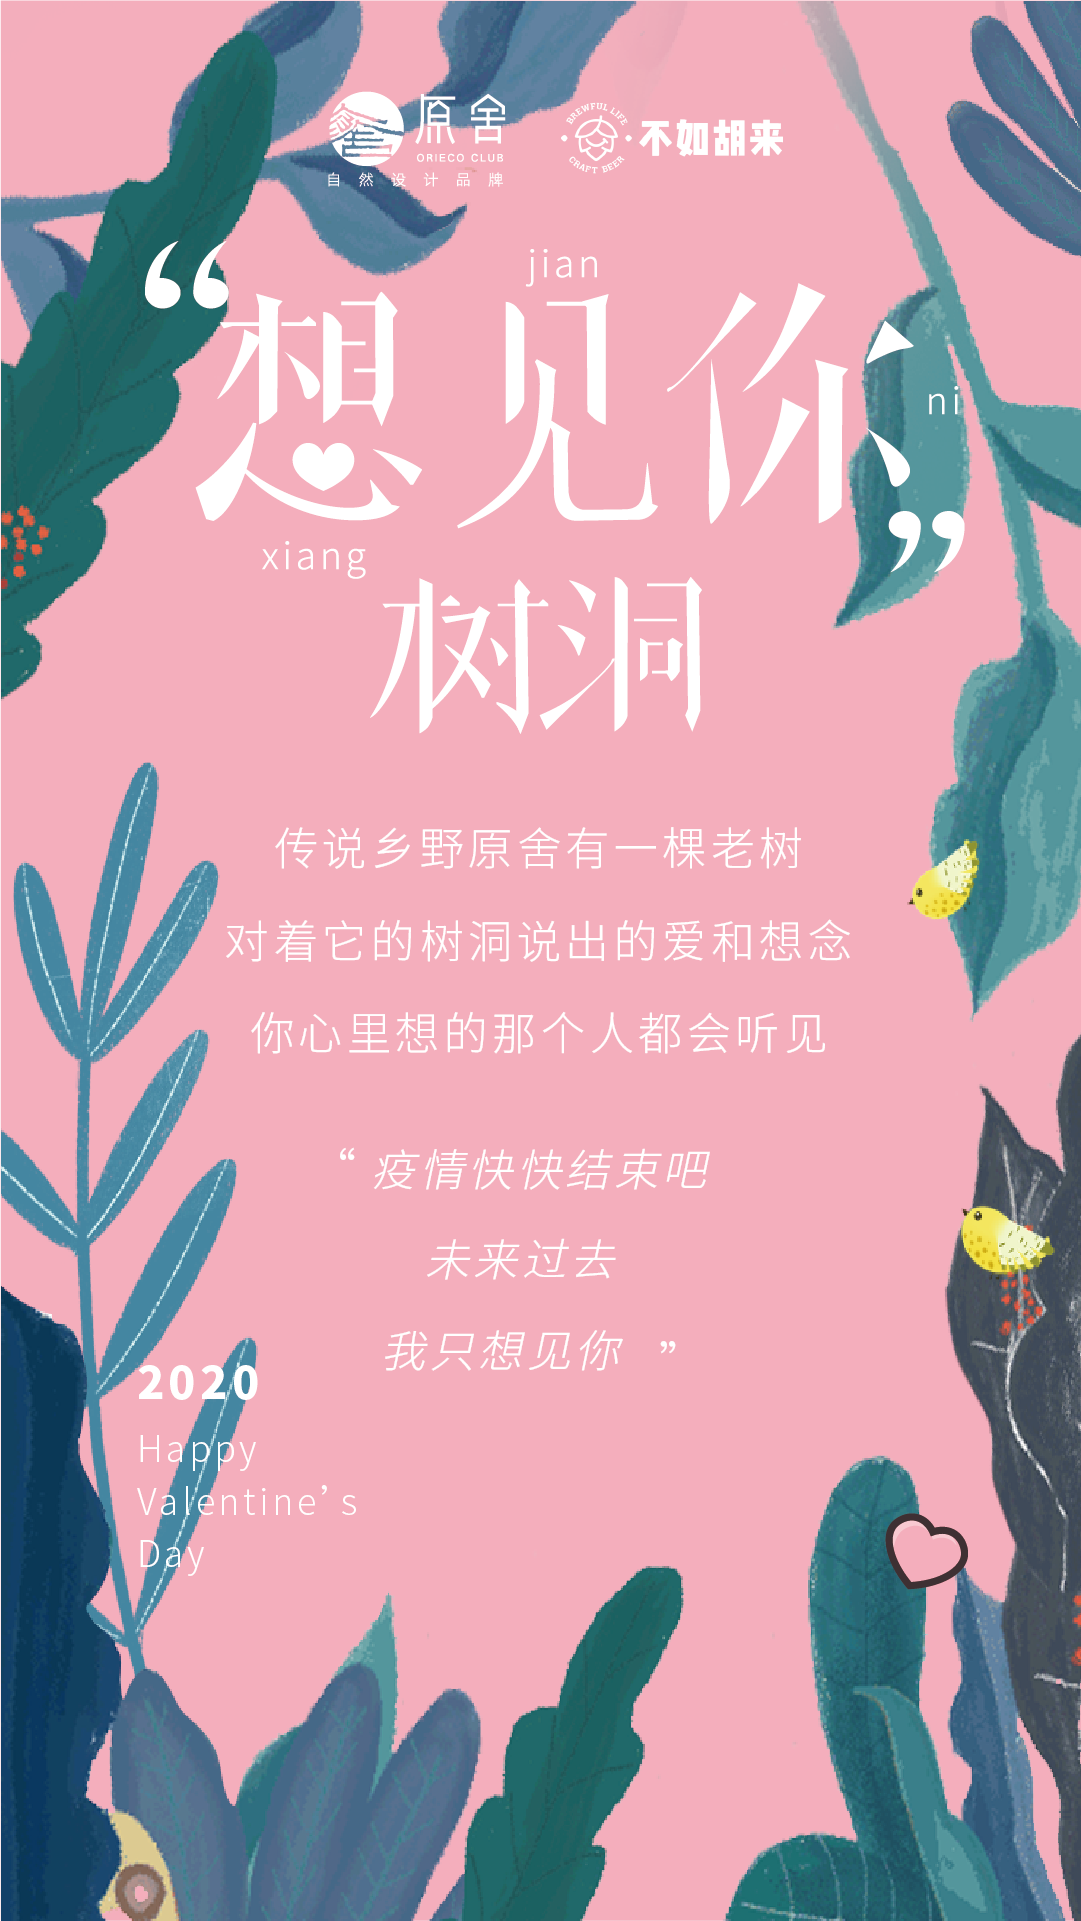 原舍
ORIECO CLUB
自然设计品牌
BREWFUL LIFE
CRAFT BEER
不如胡来
jian
“想见你”
ni
xiang
树洞
传说乡野原舍有一棵老树
对着它的树洞说出的爱和想念
你心里想的那个人都会听见
“疫情快快结束吧
未来过去
我只想见你”
2020
Happy
Valentine’s
Day